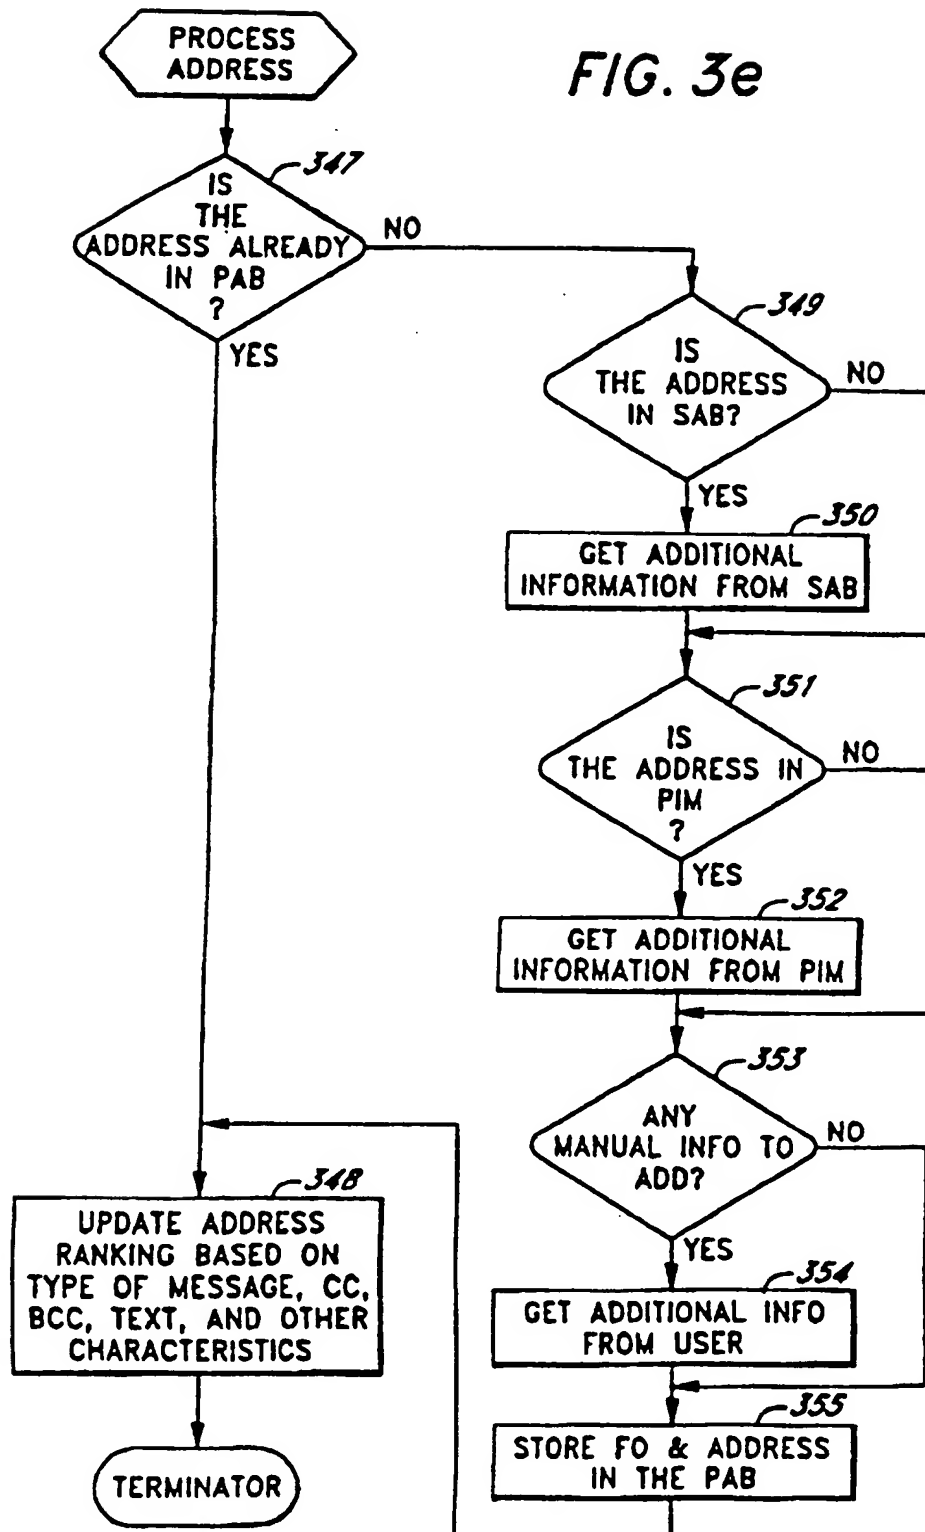 PROCESS
ADDRESS
FIG. 3e
347
IS
THE
ADDRESS ALREADY
IN PAB
?
NO
YES
349
IS
THE ADDRESS
IN SAB?
NO
YES
350
GET ADDITIONAL
INFORMATION FROM SAB
351
IS
THE ADDRESS IN
PIM
?
NO
YES
352
GET ADDITIONAL
INFORMATION FROM PIM
353
ANY
MANUAL INFO TO
ADD?
NO
YES
354
GET ADDITIONAL INFO
FROM USER
355
STORE FO & ADDRESS
IN THE PAB
348
UPDATE ADDRESS
RANKING BASED ON
TYPE OF MESSAGE, CC,
BCC, TEXT, AND OTHER
CHARACTERISTICS
TERMINATOR